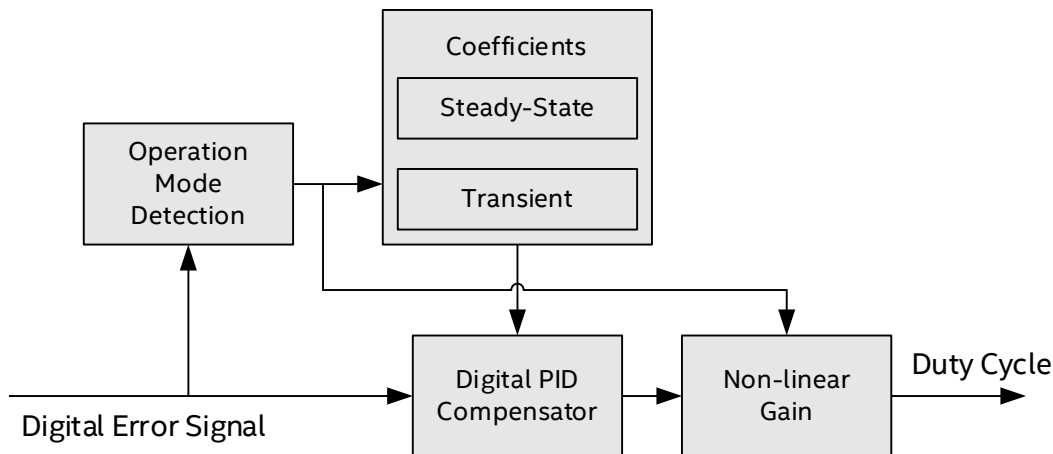 Coefficients
Steady-State
Transient
Operation
Mode
Detection
Digital PID
Compensator
Non-linear
Gain
Duty Cycle
Digital Error Signal